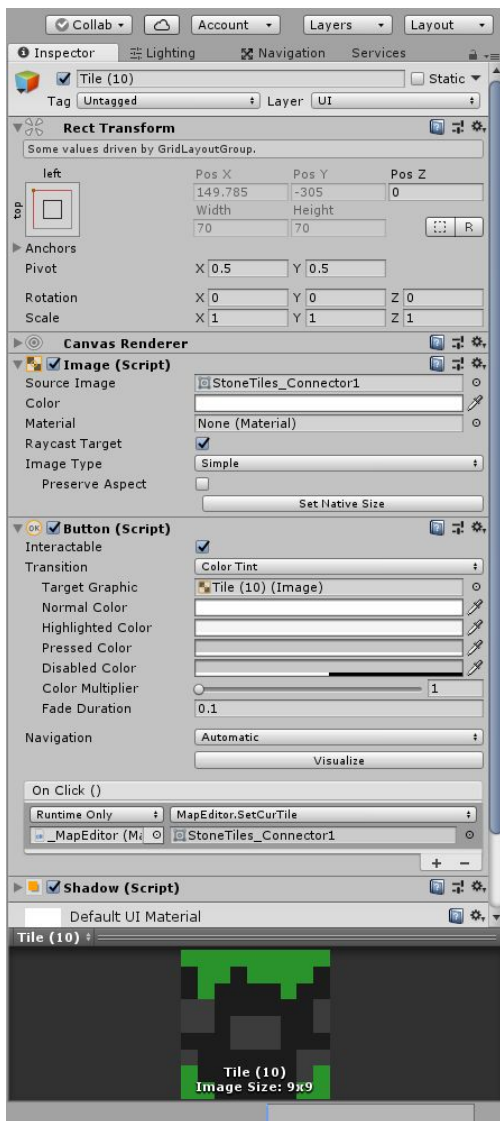 Collab Account Layers Layout
Inspector Lighting Navigation Services
Tile (10) Static
Tag Untagged Layer UI
Rect Transform
Some values driven by GridLayoutGroup.
left Pos X Pos Y Pos Z
top 149.785 -305 0
Width Height
70 70 R
Anchors
Pivot X 0.5 Y 0.5
Rotation X 0 Y 0 Z 0
Scale X 1 Y 1 Z 1
Canvas Renderer
Image (Script)
Source Image StoneTiles_Connector1
Color
Material None (Material)
Raycast Target
Image Type Simple
Preserve Aspect
Set Native Size
OK Button (Script)
Interactable
Transition Color Tint
Target Graphic Tile (10) (Image)
Normal Color
Highlighted Color
Pressed Color
Disabled Color
Color Multiplier 1
Fade Duration 0.1
Navigation Automatic
Visualize
On Click ()
Runtime Only MapEditor.SetCurTile
_MapEditor (Ma StoneTiles_Connector1
+ -
Shadow (Script)
Default UI Material
Tile (10)
Tile (10)
Image Size: 9x9